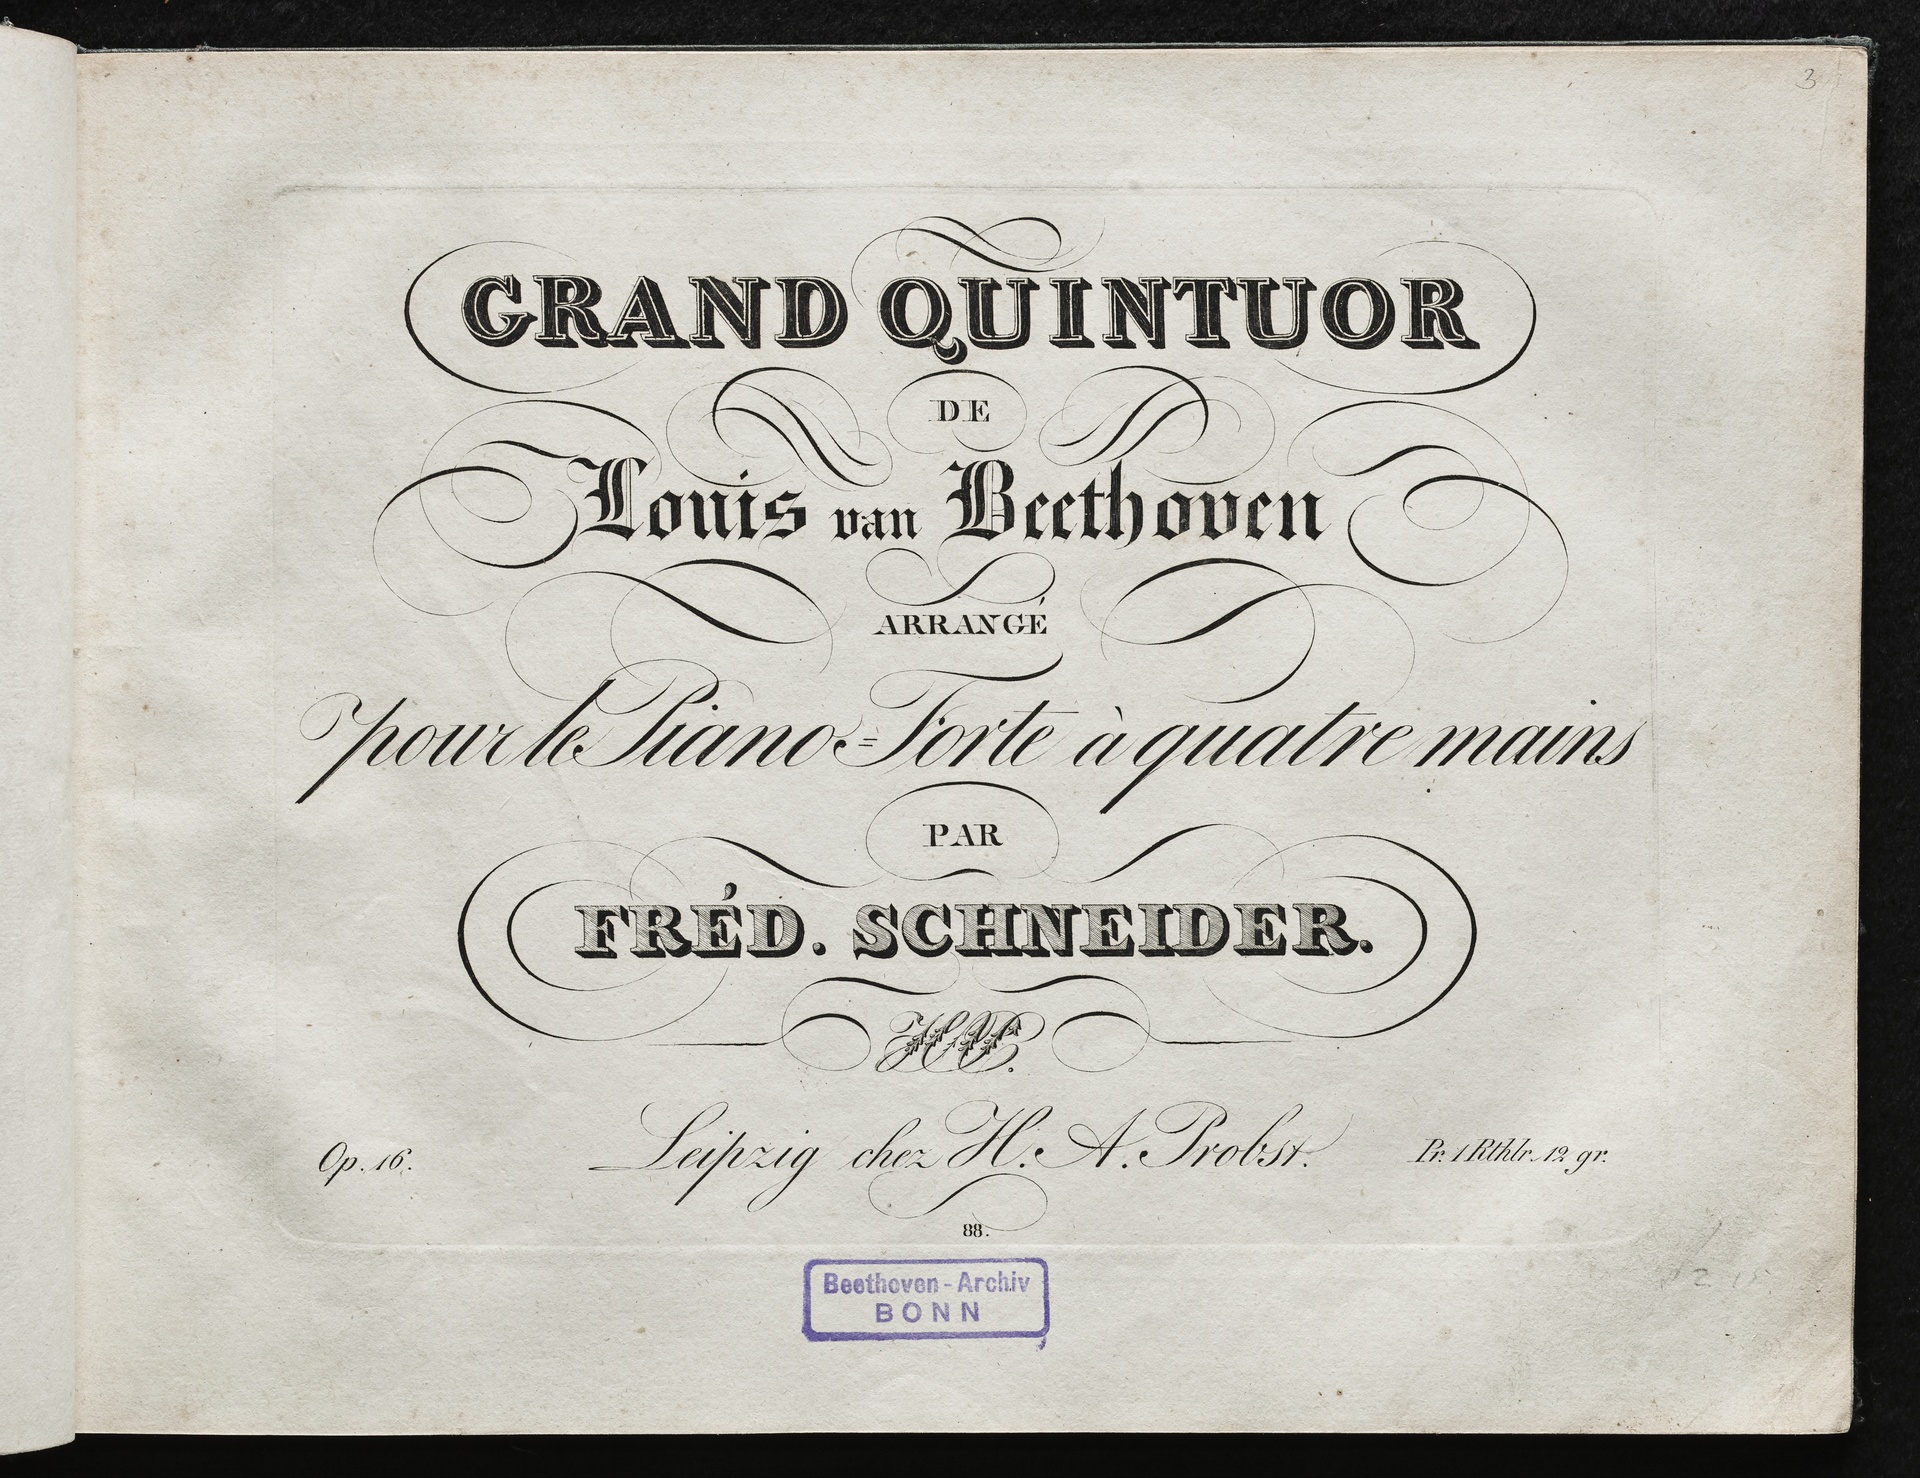 3
GRAND QUINTUOR
DE
Louis van Beethoven
ARRANGÉ
pour le Piano=Forte à quatre mains
PAR
FRÉD. SCHNEIDER.
Op. 16.
Leipzig chez H. A. Probst.
Pr. 1 Rthlr. 12 gr.
88.
Beethoven-Archiv
BONN